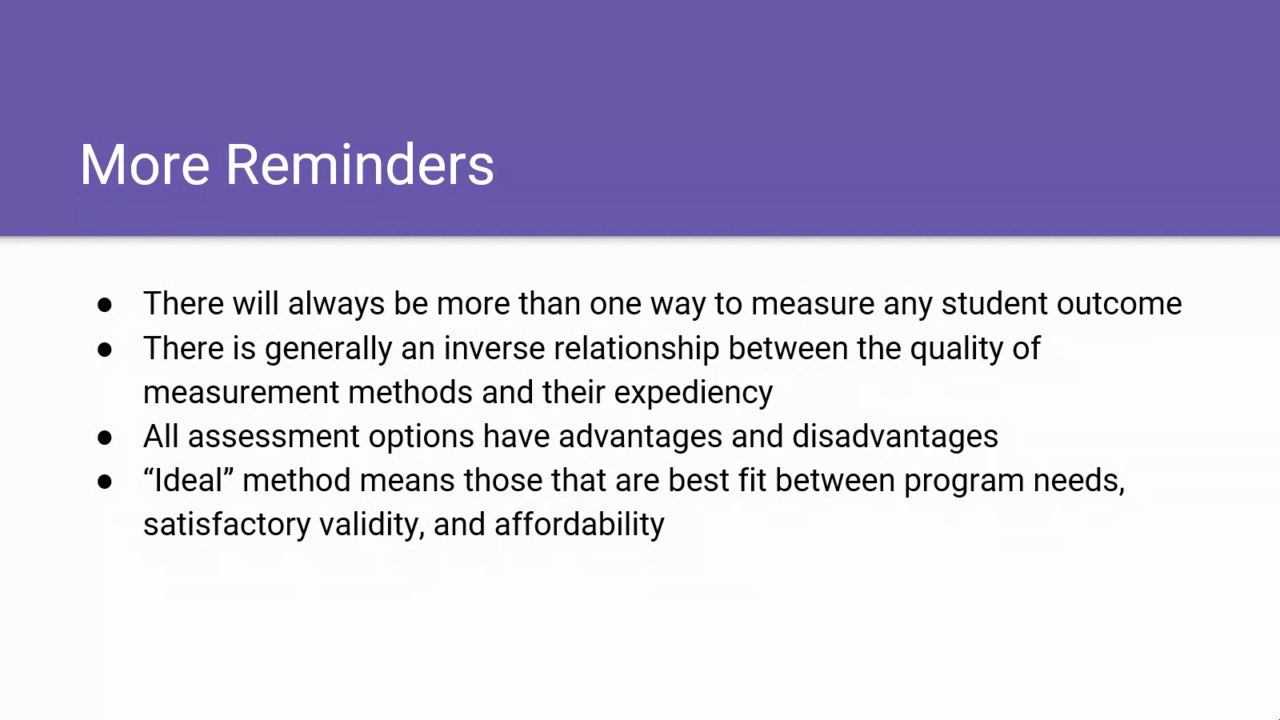 More Reminders
● There will always be more than one way to measure any student outcome
● There is generally an inverse relationship between the quality of
measurement methods and their expediency
● All assessment options have advantages and disadvantages
● “Ideal” method means those that are best fit between program needs,
satisfactory validity, and affordability